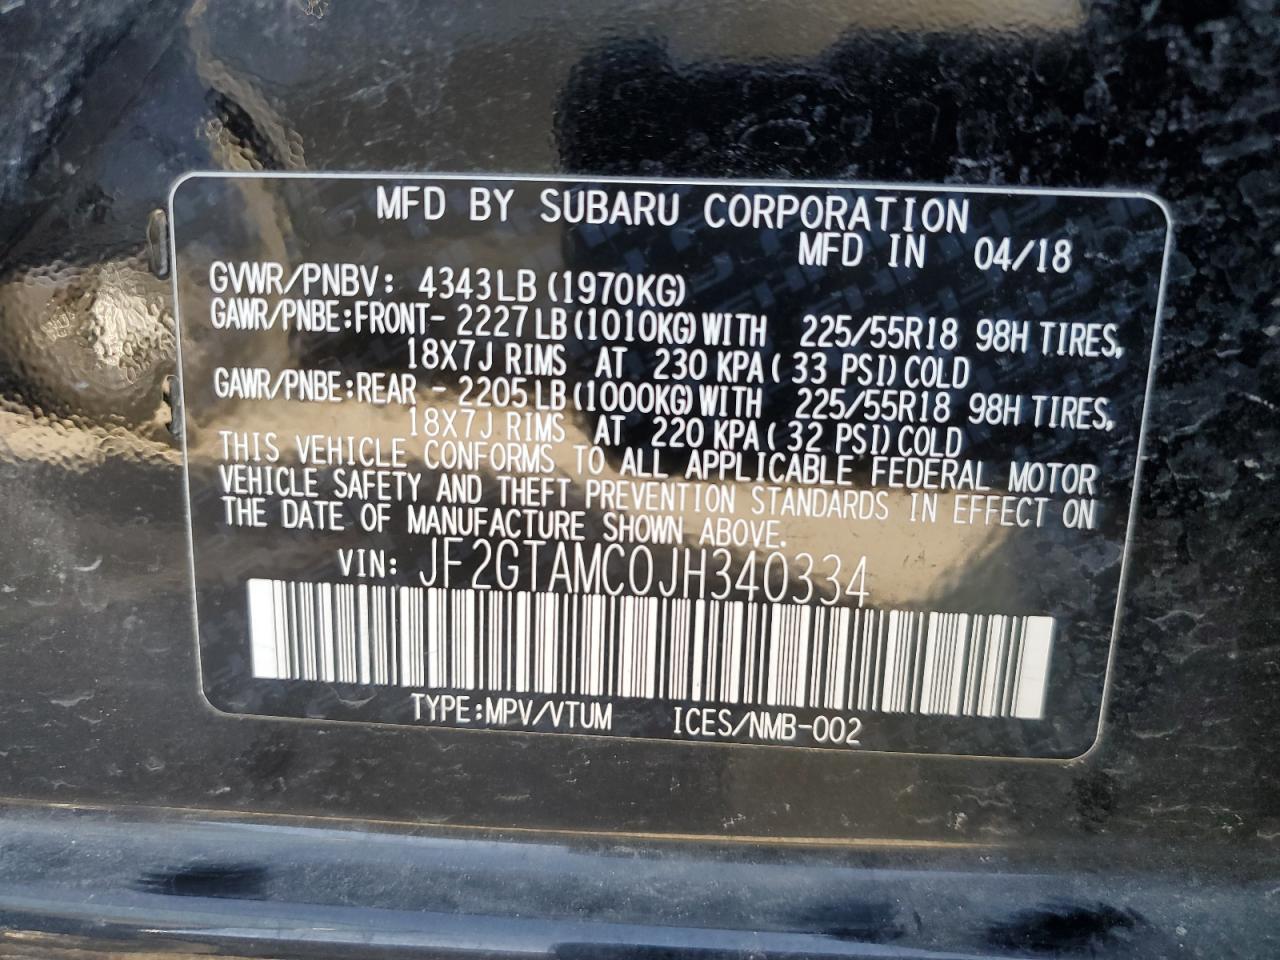 MFD BY SUBARU CORPORATION
MFD IN 04/18
GVWR/PNBV: 4343LB (1970KG)
GAWR/PNBE:FRONT- 2227LB (1010KG) WITH 225/55R18 98H TIRES,
18X7J RIMS AT 230 KPA ( 33 PSI) COLD
GAWR/PNBE:REAR - 2205LB (1000KG) WITH 225/55R18 98H TIRES,
18X7J RIMS AT 220 KPA ( 32 PSI) COLD
THIS VEHICLE CONFORMS TO ALL APPLICABLE FEDERAL MOTOR
VEHICLE SAFETY AND THEFT PREVENTION STANDARDS IN EFFECT ON
THE DATE OF MANUFACTURE SHOWN ABOVE.
VIN: JF2GTAMC0JH340334
TYPE:MPV/VTUM ICES/NMB-002